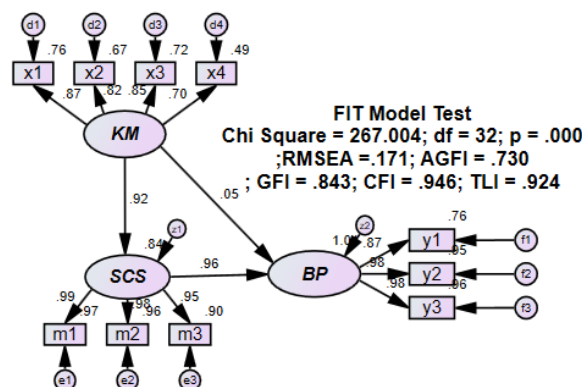 d1 d2 d3 d4
.76 .67 .72 .49
x1 x2 x3 x4
.87 .82 .85 .70
KM
FIT Model Test
Chi Square = 267.004; df = 32; p = .000
;RMSEA =.171; AGFI = .730
; GFI = .843; CFI = .946; TLI = .924
.92 .05
z1 z2
.84 1.0
.76
.87 y1 f1
SCS .96 BP
.95
.98 y2 f2
.96
.98 y3 f3
.99 .98 .95
.97 .96 .90
m1 m2 m3
e1 e2 e3